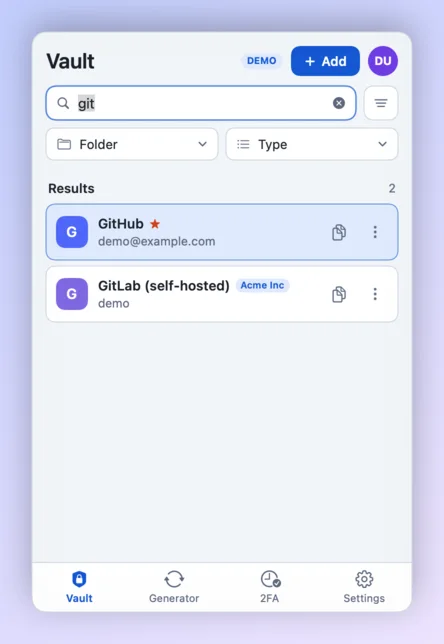 Vault
DEMO
+ Add
DU
git
Folder
Type
Results
2
G
GitHub ★
demo@example.com
G
GitLab (self-hosted) Acme Inc
demo
Vault
Generator
2FA
Settings